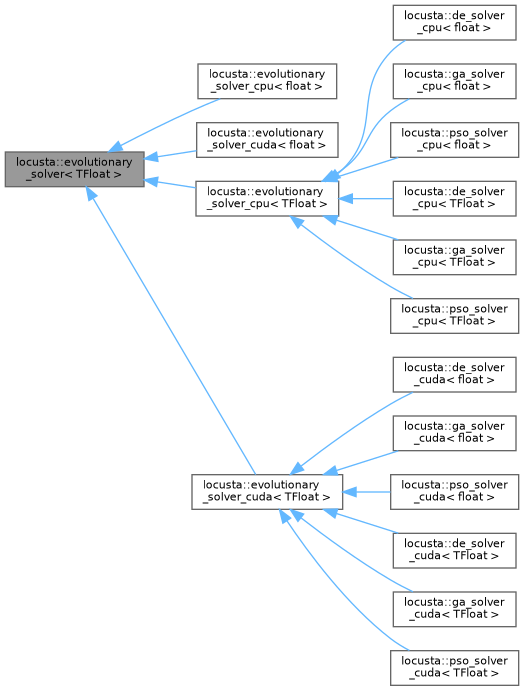 locusta::evolutionary
_solver< TFloat >
locusta::evolutionary
_solver_cpu< float >
locusta::evolutionary
_solver_cuda< float >
locusta::evolutionary
_solver_cpu< TFloat >
locusta::de_solver
_cpu< float >
locusta::ga_solver
_cpu< float >
locusta::pso_solver
_cpu< float >
locusta::de_solver
_cpu< TFloat >
locusta::ga_solver
_cpu< TFloat >
locusta::pso_solver
_cpu< TFloat >
locusta::evolutionary
_solver_cuda< TFloat >
locusta::de_solver
_cuda< float >
locusta::ga_solver
_cuda< float >
locusta::pso_solver
_cuda< float >
locusta::de_solver
_cuda< TFloat >
locusta::ga_solver
_cuda< TFloat >
locusta::pso_solver
_cuda< TFloat >